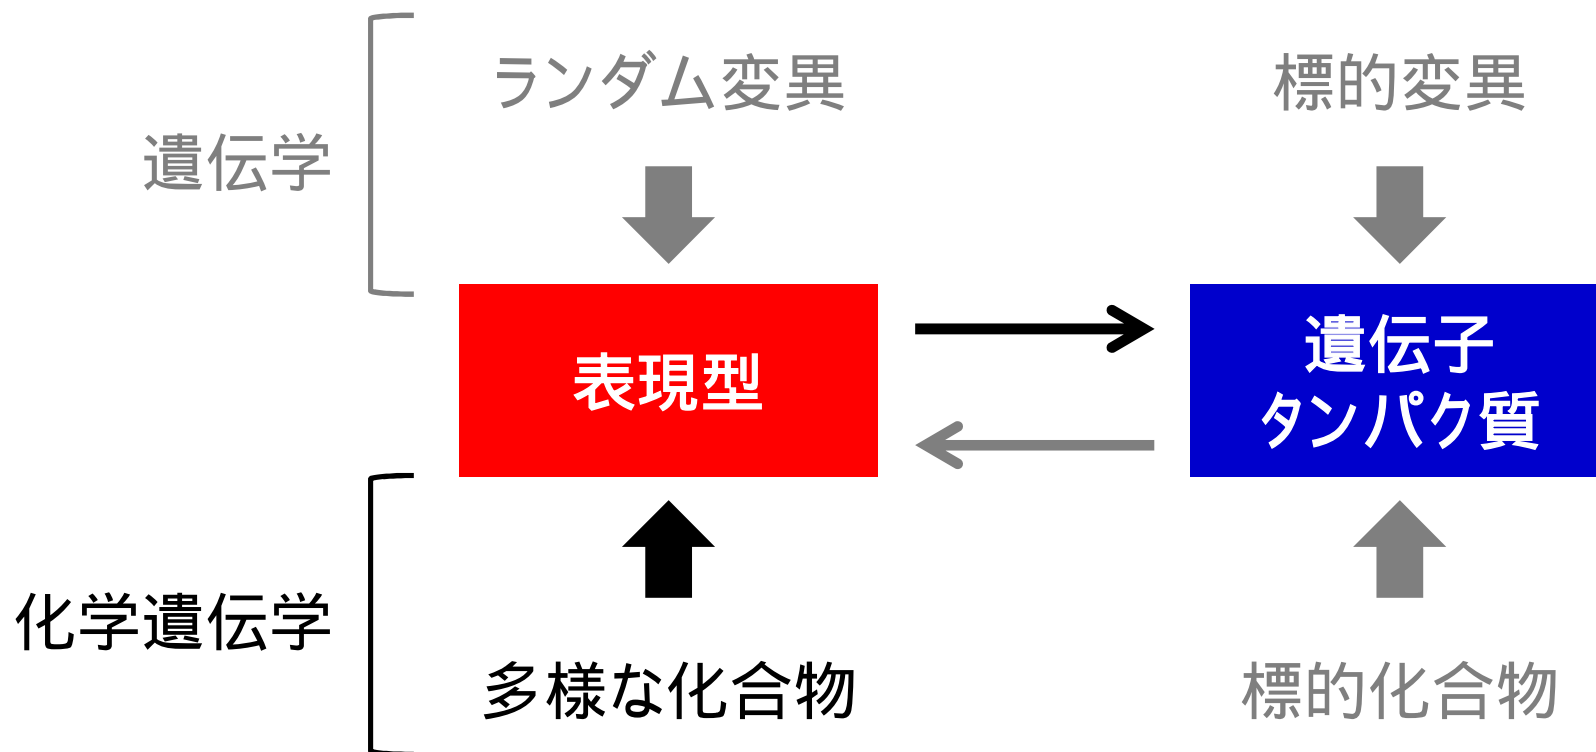 ランダム変異
標的変異
遺伝学
表現型
遺伝子
タンパク質
化学遺伝学
多様な化合物
標的化合物